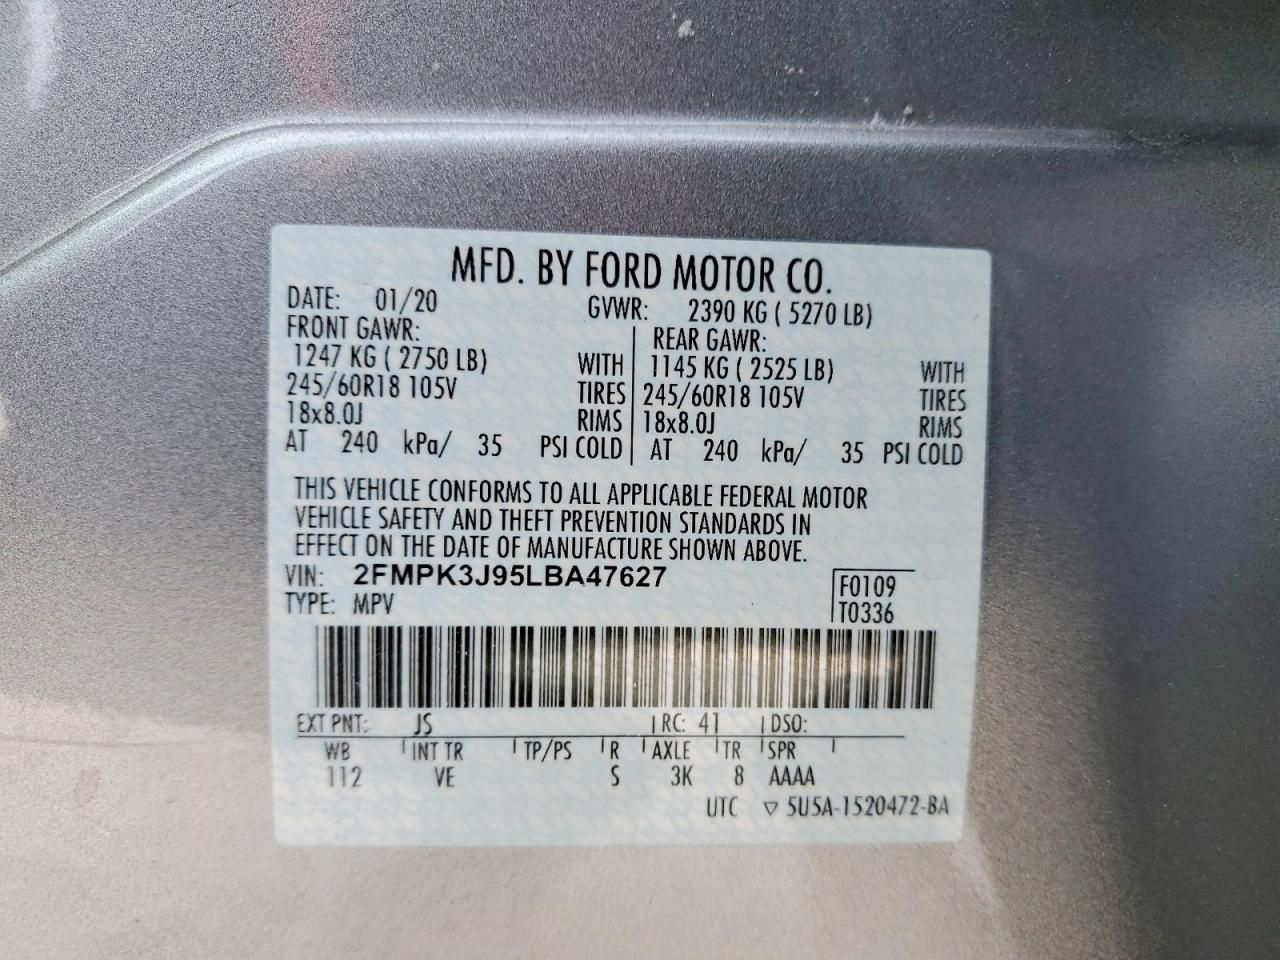 MFD. BY FORD MOTOR CO.
DATE: 01/20 GVWR: 2390 KG ( 5270 LB)
FRONT GAWR: REAR GAWR:
1247 KG ( 2750 LB) WITH 1145 KG ( 2525 LB) WITH
245/60R18 105V TIRES 245/60R18 105V TIRES
18x8.0J RIMS 18x8.0J RIMS
AT 240 kPa/ 35 PSI COLD AT 240 kPa/ 35 PSI COLD
THIS VEHICLE CONFORMS TO ALL APPLICABLE FEDERAL MOTOR
VEHICLE SAFETY AND THEFT PREVENTION STANDARDS IN
EFFECT ON THE DATE OF MANUFACTURE SHOWN ABOVE.
VIN: 2FMPK3J95LBA47627 F0109
TYPE: MPV T0336
EXT PNT: JS RC: 41 DSO:
WB INT TR TP/PS R AXLE TR SPR
112 VE S 3K 8 AAAA
UTC ▽ 5U5A-1520472-BA